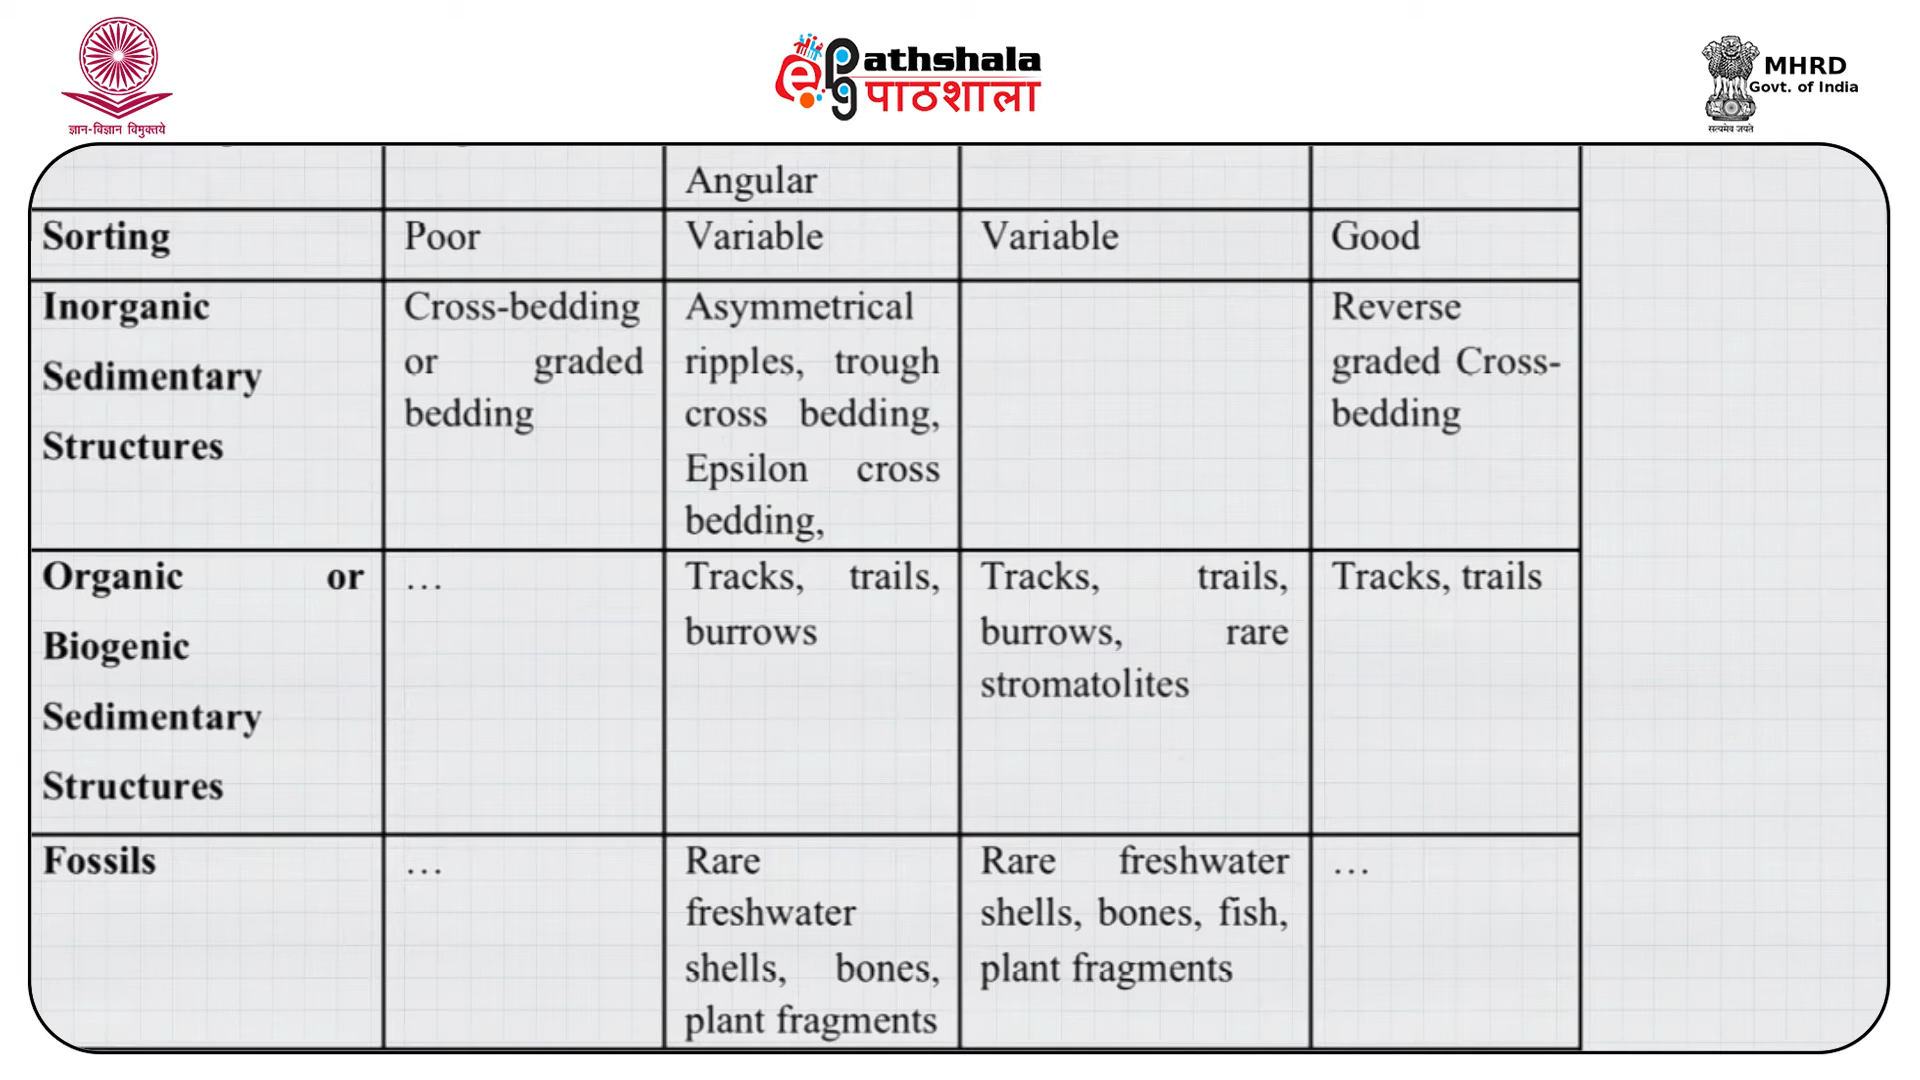 ज्ञान-विज्ञान विमुक्तये
ePg athshala
पाठशाला
MHRD
Govt. of India
सत्यमेव जयते
Angular
Sorting Poor Variable Variable Good
Inorganic Cross-bedding Asymmetrical Reverse
Sedimentary or graded ripples, trough graded Cross-
Structures bedding cross bedding, bedding
Epsilon cross
bedding,
Organic or … Tracks, trails, Tracks, trails, Tracks, trails
Biogenic burrows burrows, rare
Sedimentary stromatolites
Structures
Fossils … Rare Rare freshwater …
freshwater shells, bones, fish,
shells, bones, plant fragments
plant fragments